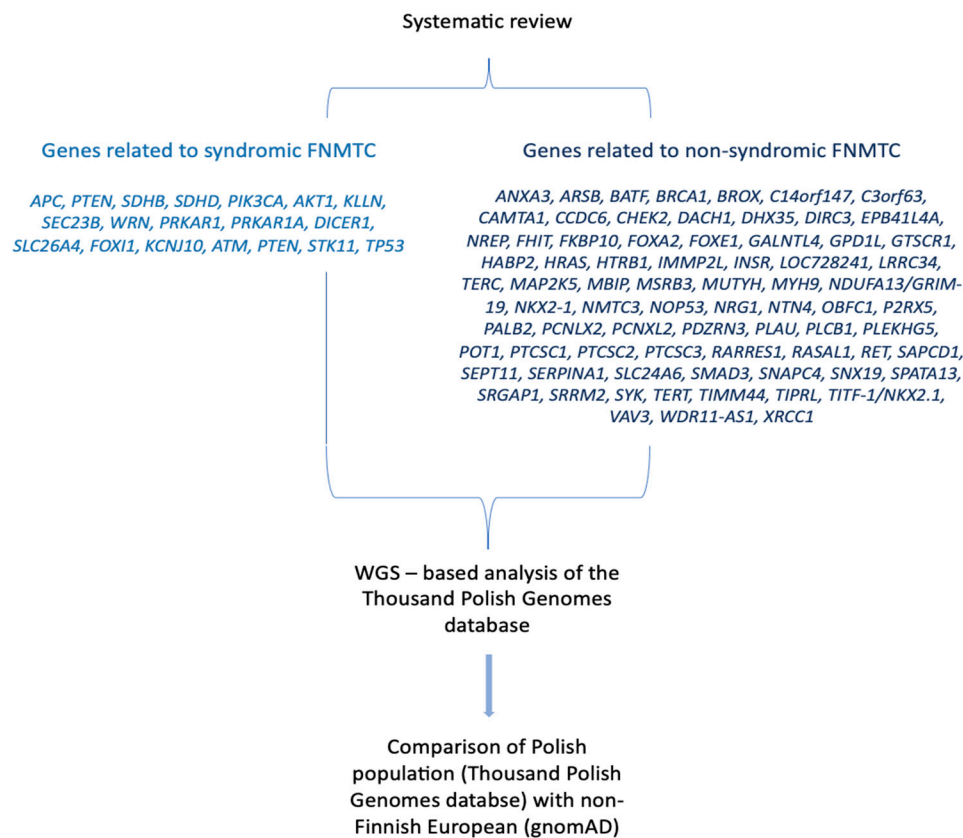 Systematic review
Genes related to syndromic FNMTC
APC, PTEN, SDHB, SDHD, PIK3CA, AKT1, KLLN,
SEC23B, WRN, PRKAR1, PRKAR1A, DICER1,
SLC26A4, FOXI1, KCNJ10, ATM, PTEN, STK11, TP53
Genes related to non-syndromic FNMTC
ANXA3, ARSB, BATF, BRCA1, BROX, C14orf147, C3orf63,
CAMTA1, CCDC6, CHEK2, DACH1, DHX35, DIRC3, EPB41L4A,
NREP, FHIT, FKBP10, FOXA2, FOXE1, GALNTL4, GPD1L, GTSCR1,
HABP2, HRAS, HTRB1, IMMP2L, INSR, LOC728241, LRRC34,
TERC, MAP2K5, MBIP, MSRB3, MUTYH, MYH9, NDUFA13/GRIM-
19, NKX2-1, NMTC3, NOP53, NRG1, NTN4, OBFC1, P2RX5,
PALB2, PCNLX2, PCNXL2, PDZRN3, PLAU, PLCB1, PLEKHG5,
POT1, PTCSC1, PTCSC2, PTCSC3, RARRES1, RASAL1, RET, SAPCD1,
SEPT11, SERPINA1, SLC24A6, SMAD3, SNAPC4, SNX19, SPATA13,
SRGAP1, SRRM2, SYK, TERT, TIMM44, TIPRL, TITF-1/NKX2.1,
VAV3, WDR11-AS1, XRCC1
WGS – based analysis of the
Thousand Polish Genomes
database
Comparison of Polish
population (Thousand Polish
Genomes databse) with non-
Finnish European (gnomAD)